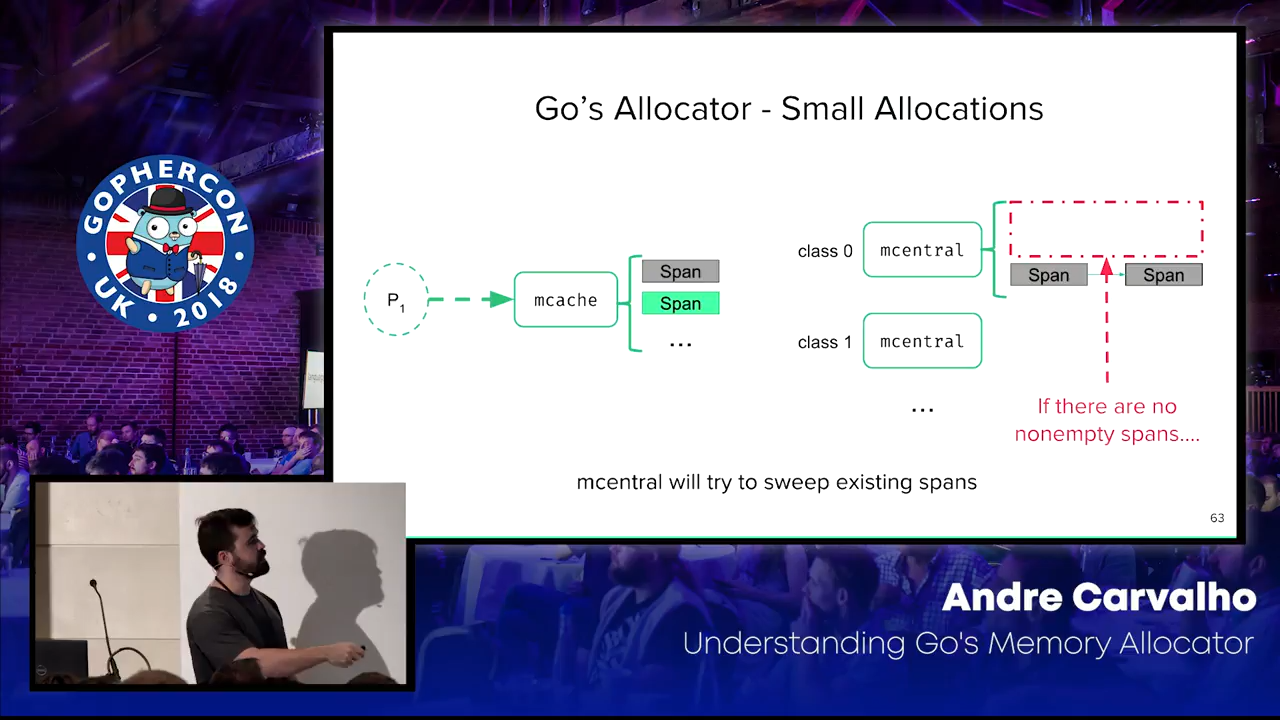 GOPHERCON
UK • 2018
Go's Allocator - Small Allocations
P1
mcache
Span
Span
...
class 0
mcentral
class 1
mcentral
...
Span
Span
If there are no
nonempty spans....
mcentral will try to sweep existing spans
63
Andre Carvalho
Understanding Go's Memory Allocator